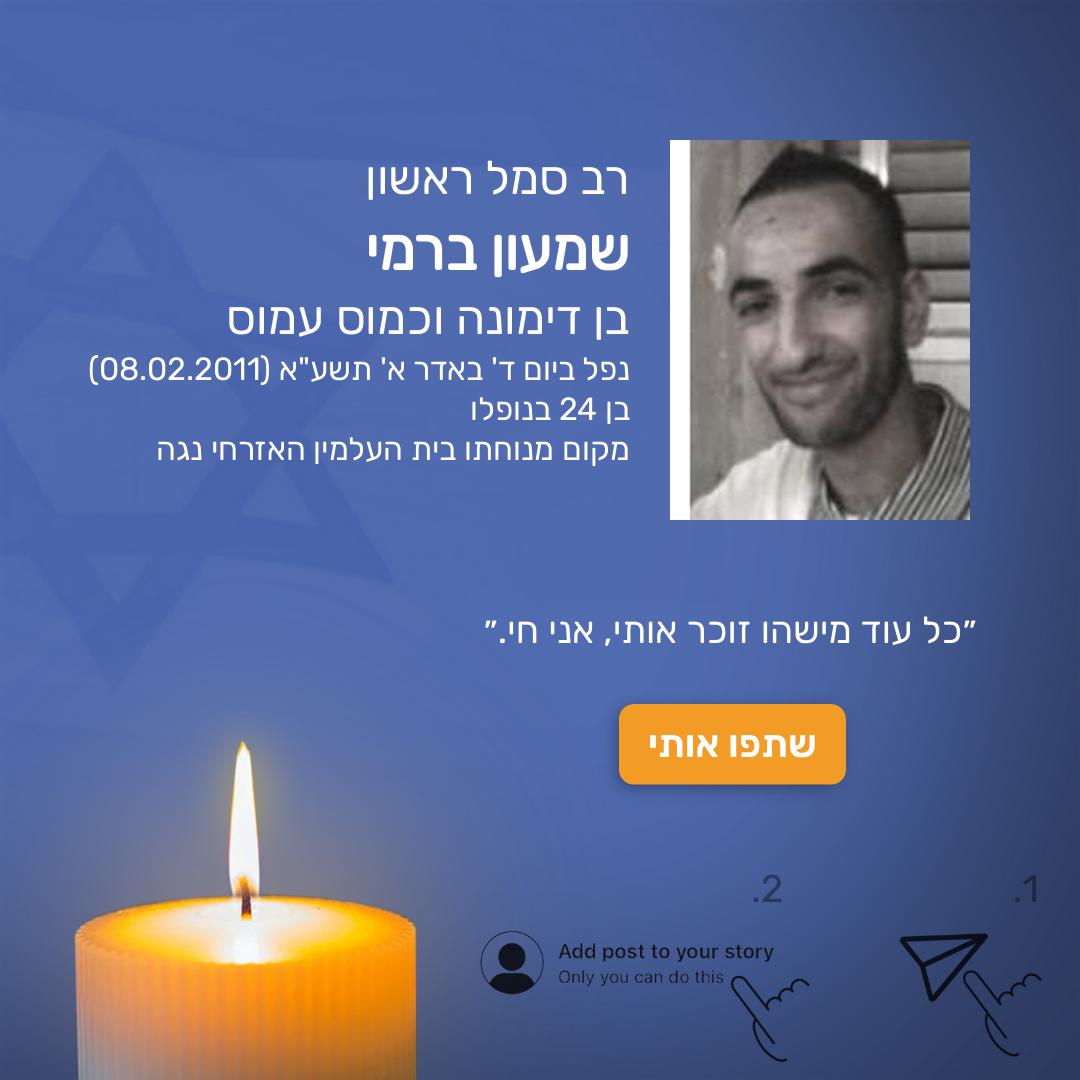 רב סמל ראשון
שמעון ברמי
בן דימונה וכמוס עמוס
נפל ביום ד' באדר א' תשע"א (08.02.2011)
בן 24 בנופלו
מקום מנוחתו בית העלמין האזרחי נגה
״כל עוד מישהו זוכר אותי, אני חי.״
שתפו אותי
1.
2.
Add post to your story
Only you can do this